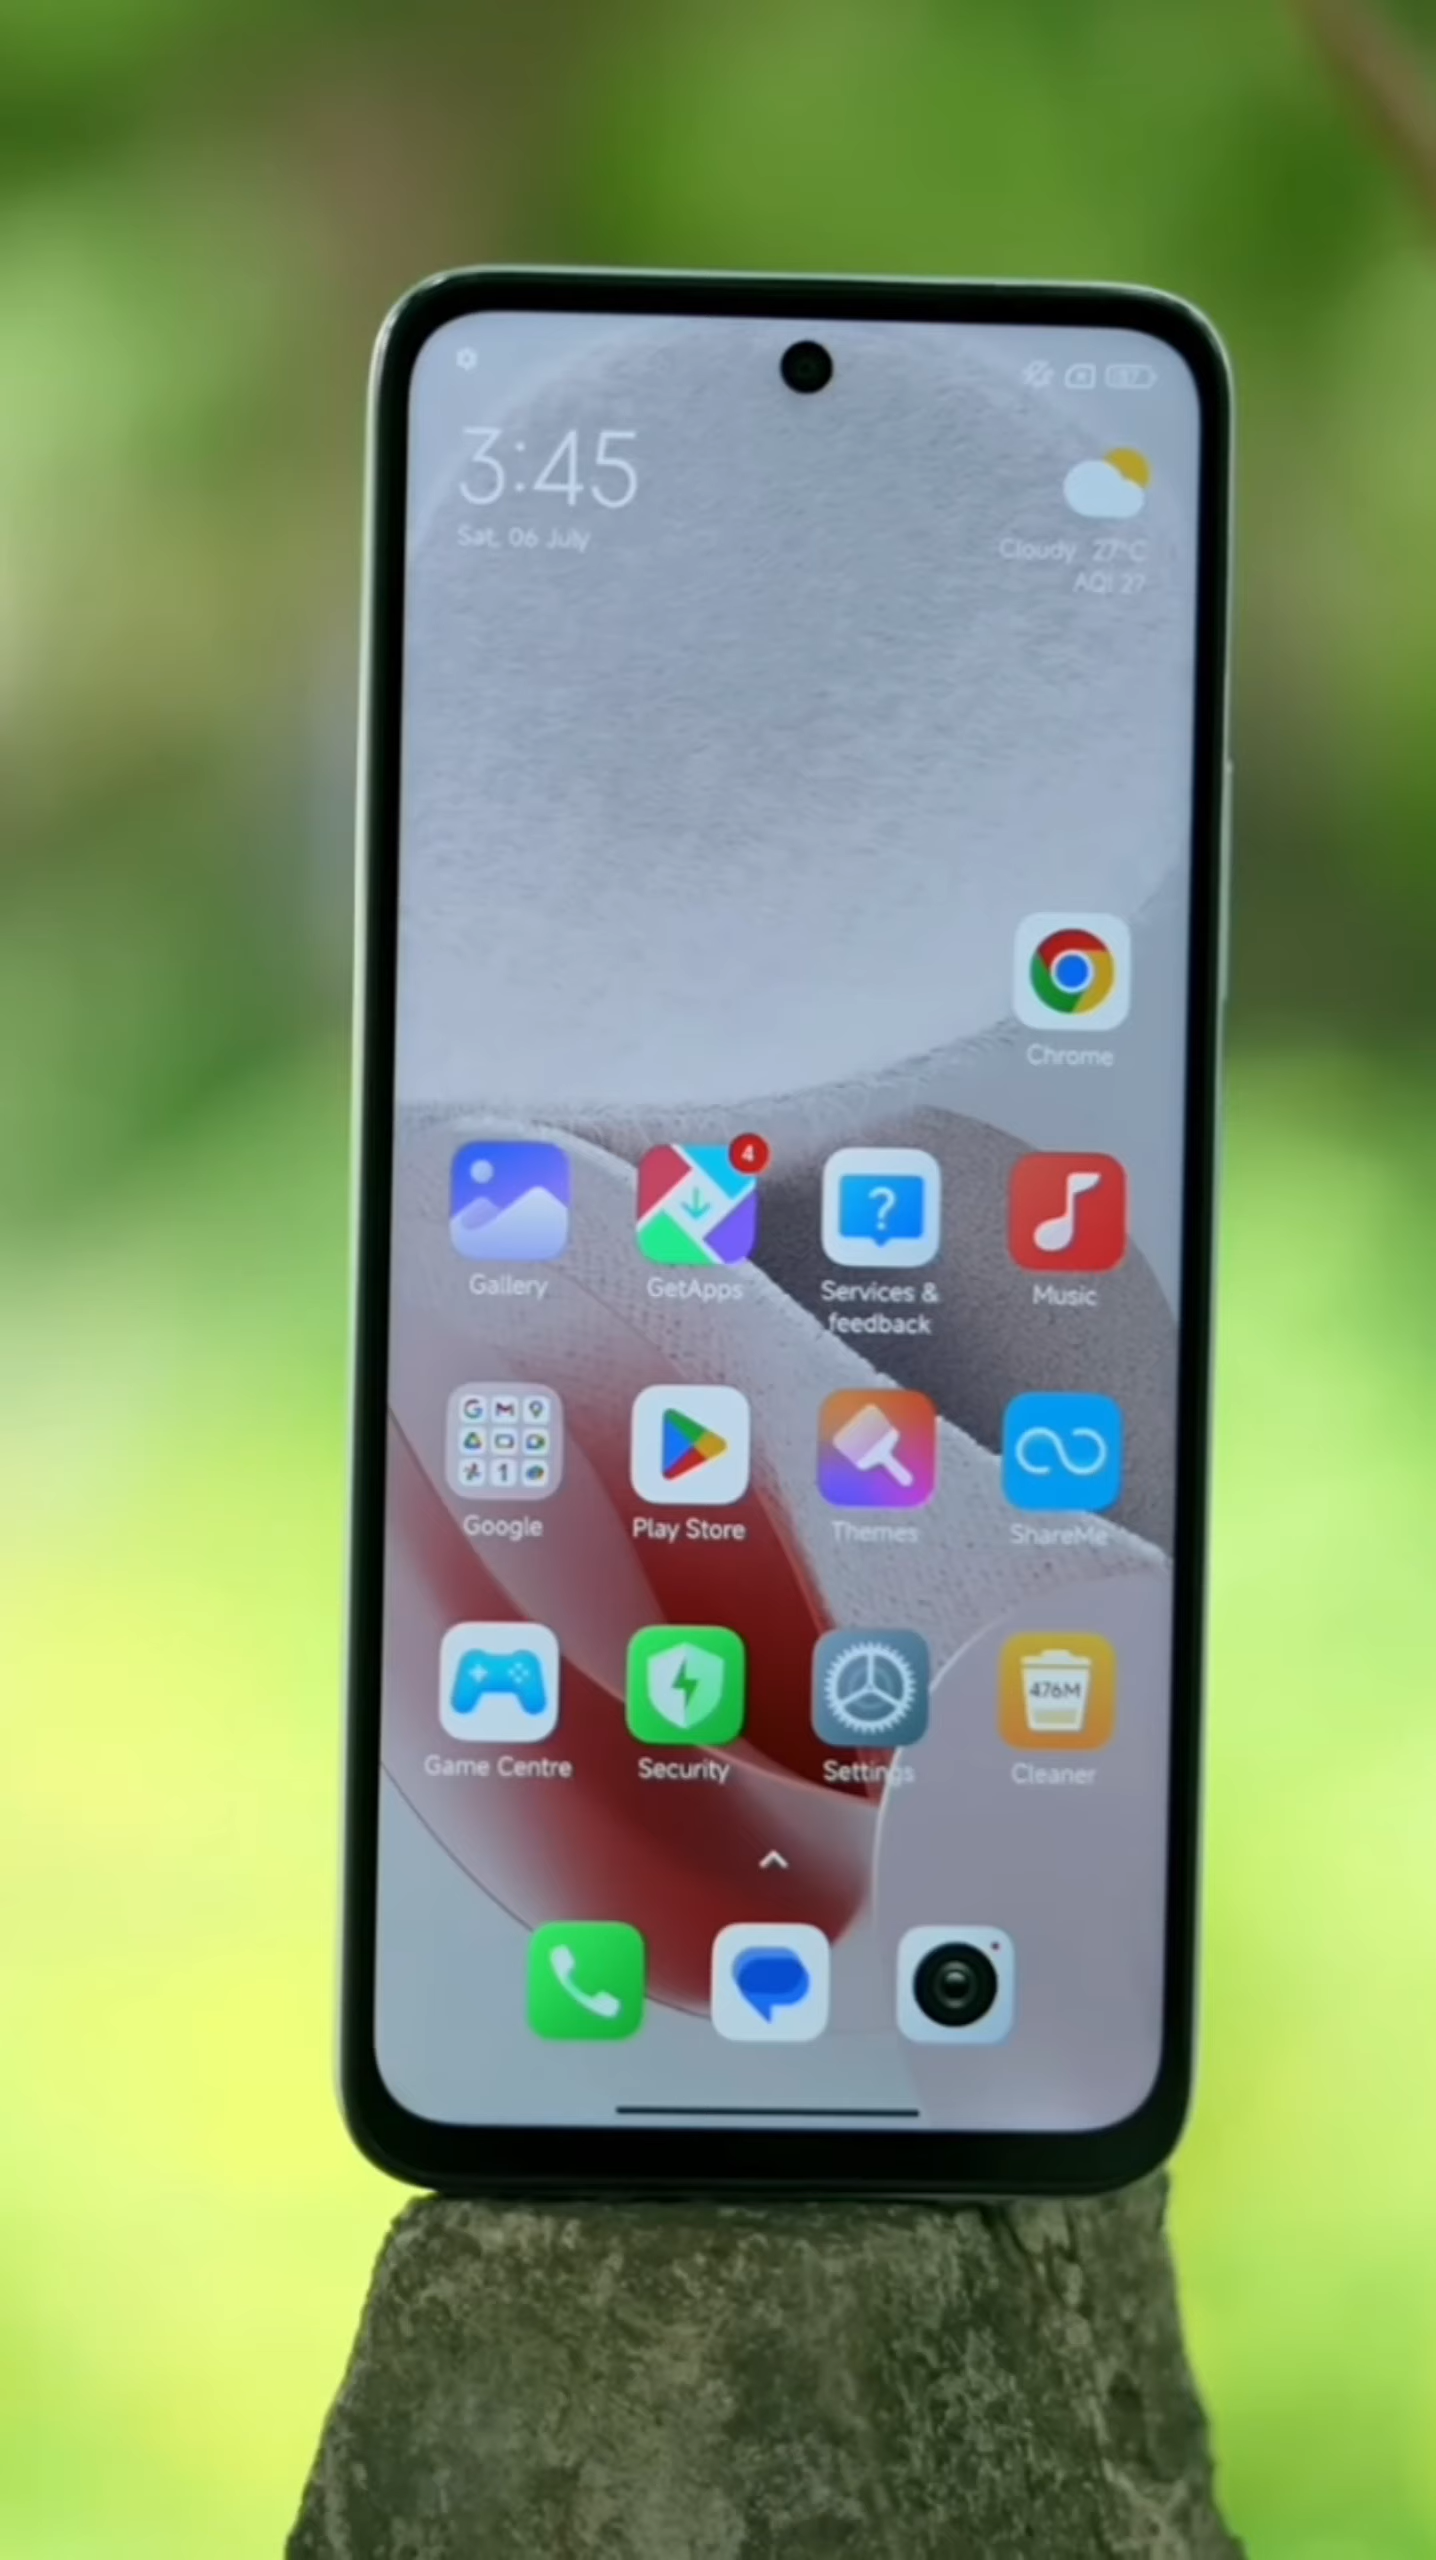 3:45
Sat, 06 July
Cloudy 27°C
AQI 27
Chrome
4
Gallery
GetApps
Services &
feedback
Music
Google
Play Store
Themes
ShareMe
476M
Game Centre
Security
Settings
Cleaner